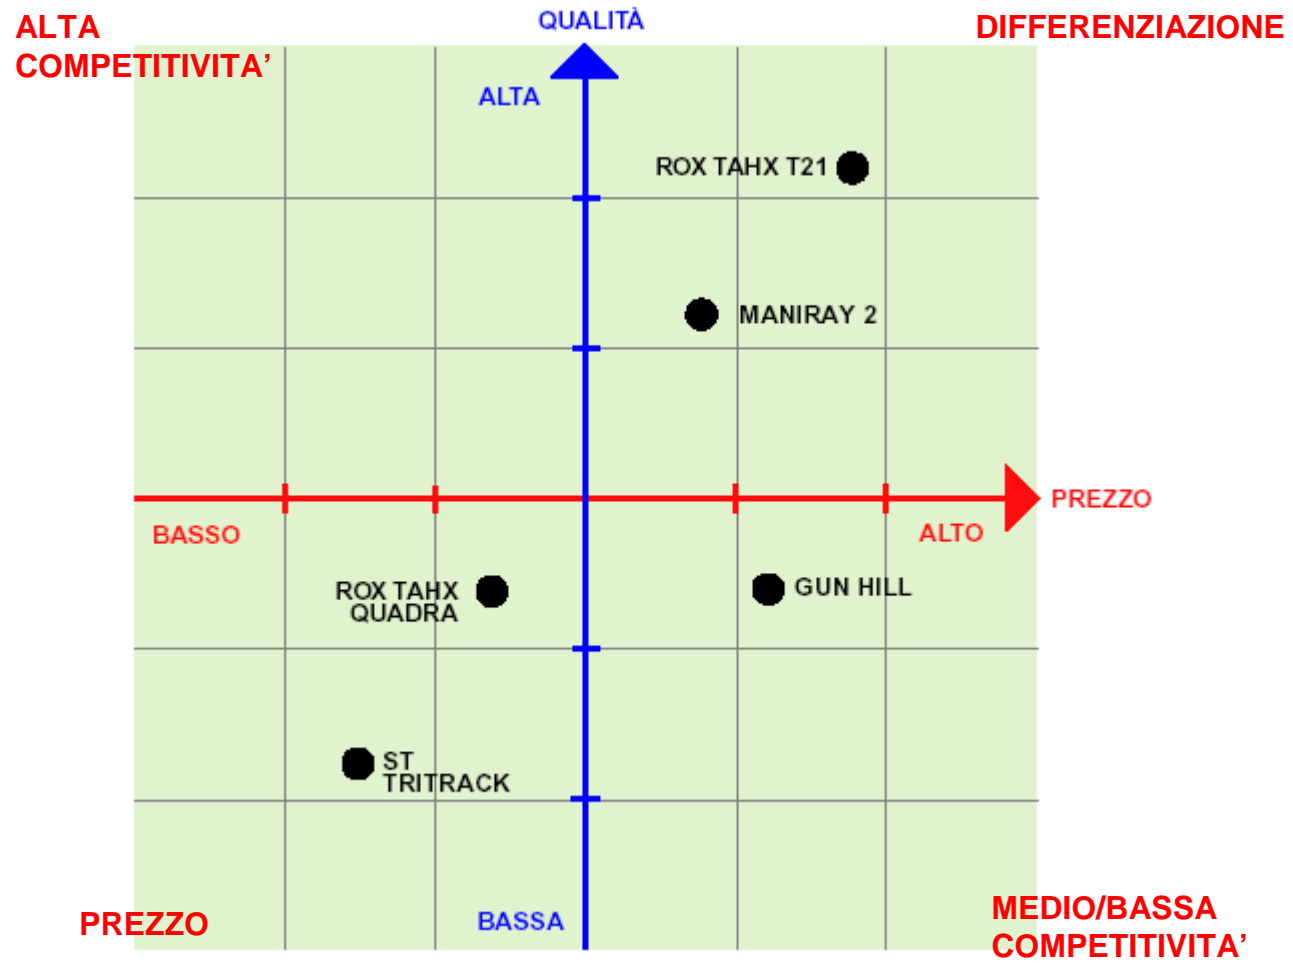 ALTA
COMPETITIVITA’
QUALITÀ
DIFFERENZIAZIONE
ALTA
ROX TAHX T21
MANIRAY 2
PREZZO
BASSO
ALTO
ROX TAHX
QUADRA
GUN HILL
ST
TRITRACK
PREZZO
BASSA
MEDIO/BASSA
COMPETITIVITA’